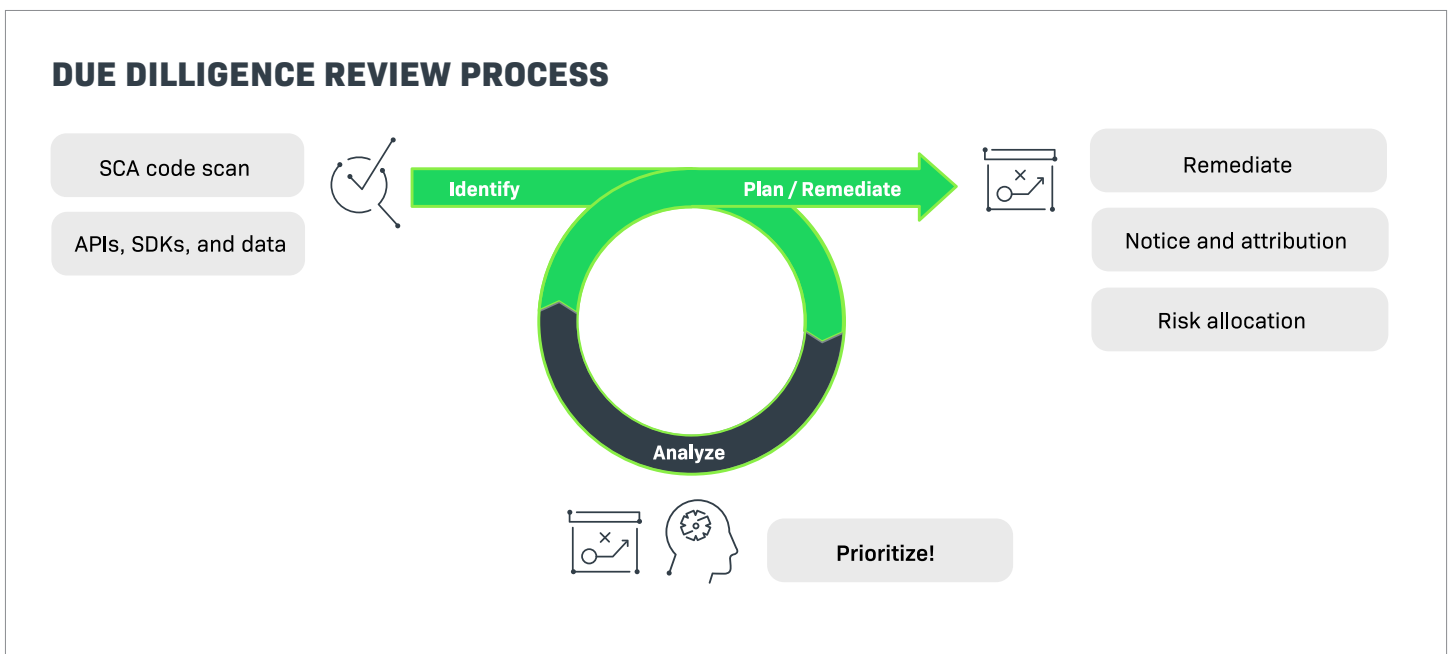 DUE DILLIGENCE REVIEW PROCESS
SCA code scan
APIs, SDKs, and data
Identify
Plan / Remediate
Remediate
Notice and attribution
Risk allocation
Analyze
Prioritize!